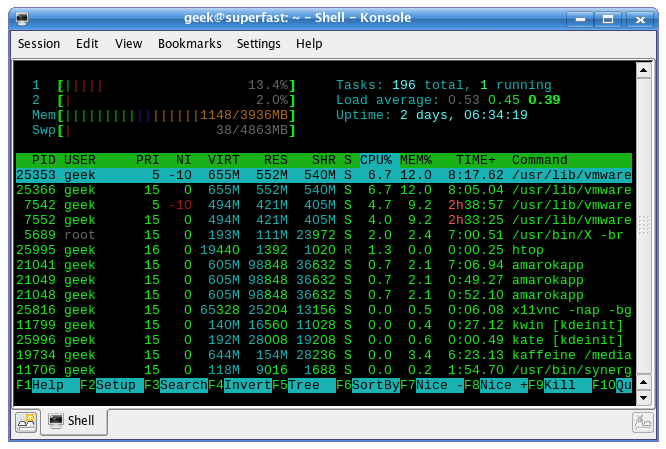 geek@superfast: ~ - Shell - Konsole
Session Edit View Bookmarks Settings Help
1 [||||| 13.4%] Tasks: 196 total, 1 running
2 [| 2.0%] Load average: 0.53 0.45 0.39
Mem[||||||||||||||||||1148/3936MB] Uptime: 2 days, 06:34:19
Swp[| 38/4863MB]
PID USER PRI NI VIRT RES SHR S CPU% MEM% TIME+ Command
25353 geek 5 -10 655M 552M 540M S 6.7 12.0 8:17.62 /usr/lib/vmware
25366 geek 15 0 655M 552M 540M S 6.7 12.0 8:05.04 /usr/lib/vmware
7542 geek 5 -10 494M 421M 405M S 4.7 9.2 2h38:57 /usr/lib/vmware
7552 geek 15 0 494M 421M 405M S 4.0 9.2 2h33:25 /usr/lib/vmware
5689 root 15 0 193M 111M 23972 S 2.0 2.4 7:00.51 /usr/bin/X -br
25995 geek 16 0 19440 1392 1020 R 1.3 0.0 0:00.25 htop
21041 geek 15 0 605M 98848 36632 S 0.7 2.1 7:06.94 amarokapp
21049 geek 15 0 605M 98848 36632 S 0.7 2.1 0:49.27 amarokapp
21048 geek 15 0 605M 98848 36632 S 0.7 2.1 0:52.10 amarokapp
25816 geek 15 0 65328 25204 13156 S 0.0 0.5 0:06.08 x11vnc -nap -bg
11799 geek 15 0 140M 16560 11028 S 0.0 0.4 0:27.12 kwin [kdeinit]
25996 geek 15 0 192M 28008 19208 S 0.0 0.6 0:00.49 kate [kdeinit]
19734 geek 15 0 644M 154M 28236 S 0.0 3.4 6:23.13 kaffeine /media
11706 geek 15 0 118M 9016 1688 S 0.0 0.2 1:54.70 /usr/bin/synerg
F1Help F2Setup F3SearchF4InvertF5Tree F6SortByF7Nice -F8Nice +F9Kill F10Qu
Shell